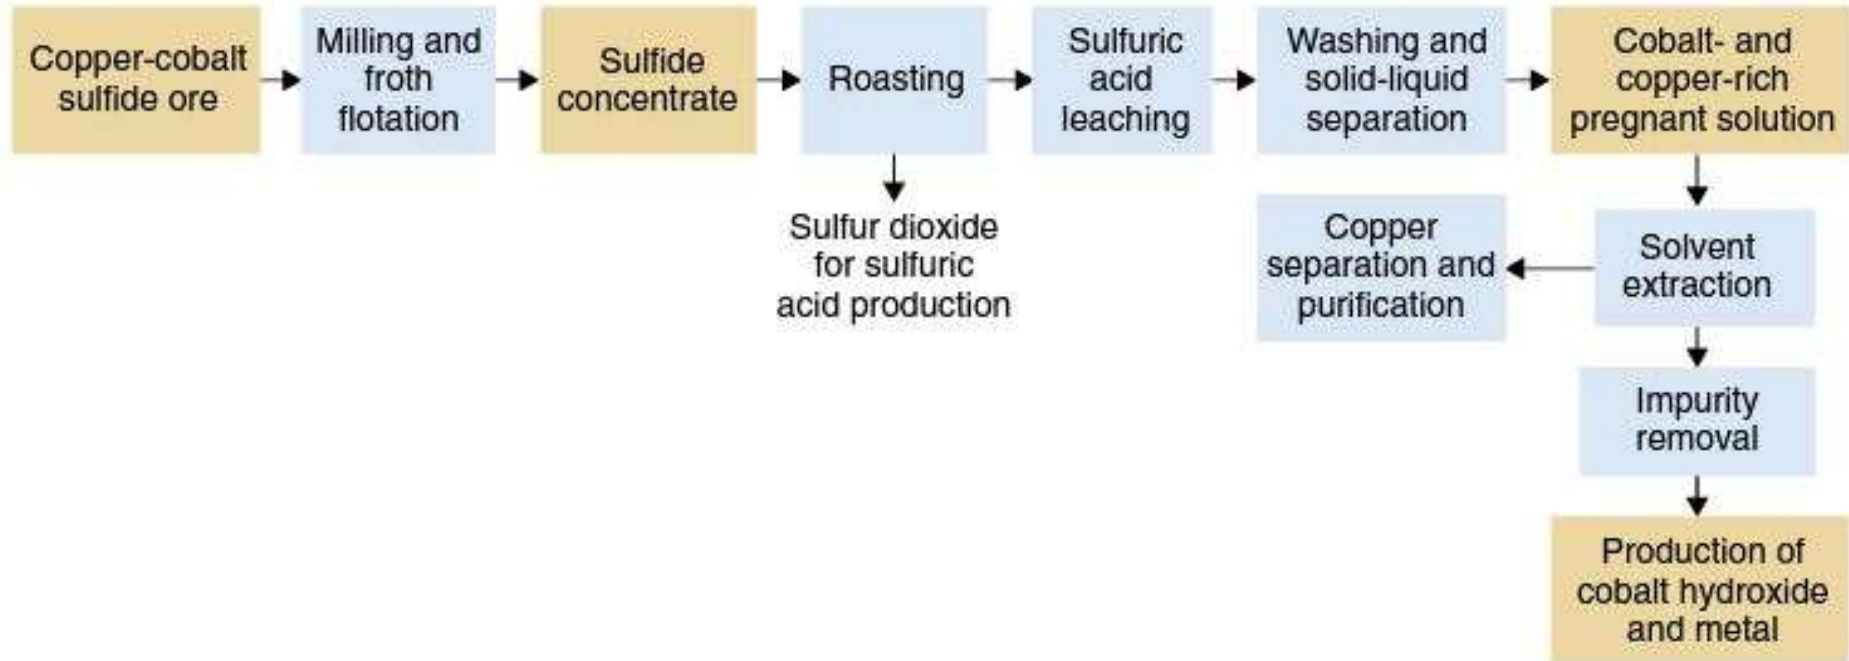 Copper-cobalt
sulfide ore
Milling and
froth
flotation
Sulfide
concentrate
Roasting
Sulfuric
acid
leaching
Washing and
solid-liquid
separation
Cobalt- and
copper-rich
pregnant solution
Sulfur dioxide
for sulfuric
acid production
Copper
separation and
purification
Solvent
extraction
Impurity
removal
Production of
cobalt hydroxide
and metal